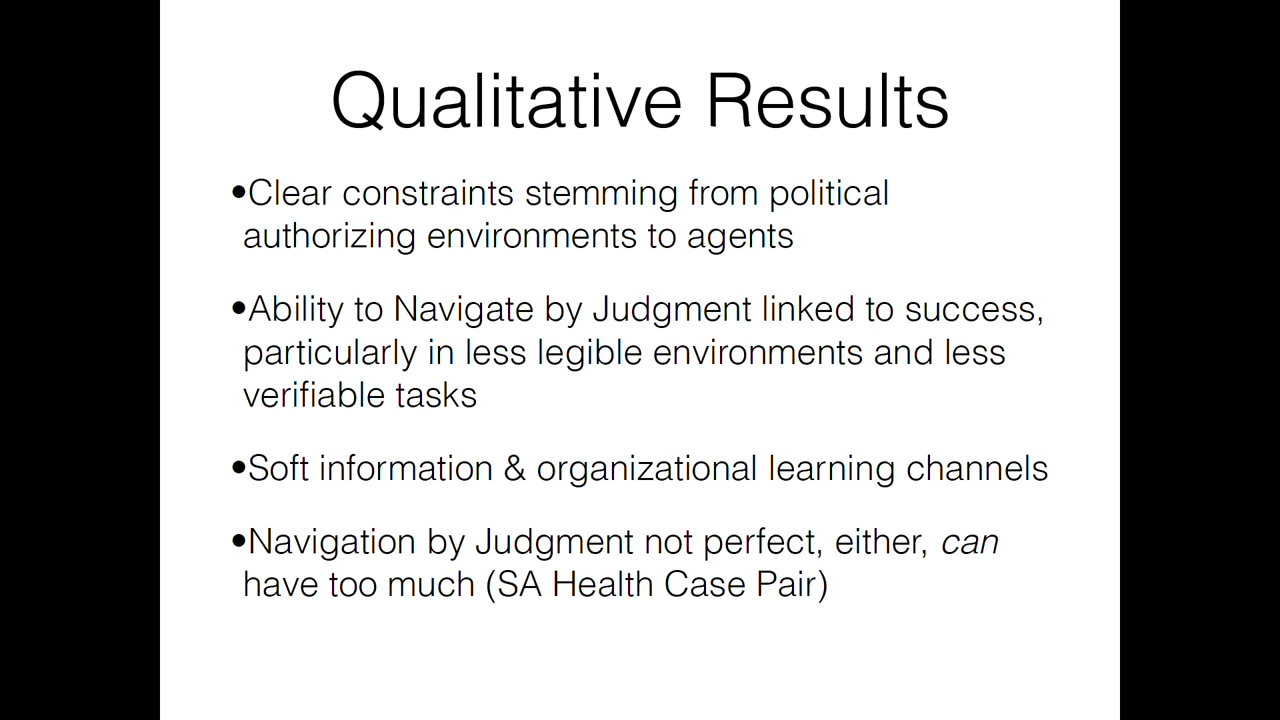 Qualitative Results
•Clear constraints stemming from political
authorizing environments to agents
•Ability to Navigate by Judgment linked to success,
particularly in less legible environments and less
verifiable tasks
•Soft information & organizational learning channels
•Navigation by Judgment not perfect, either, can
have too much (SA Health Case Pair)